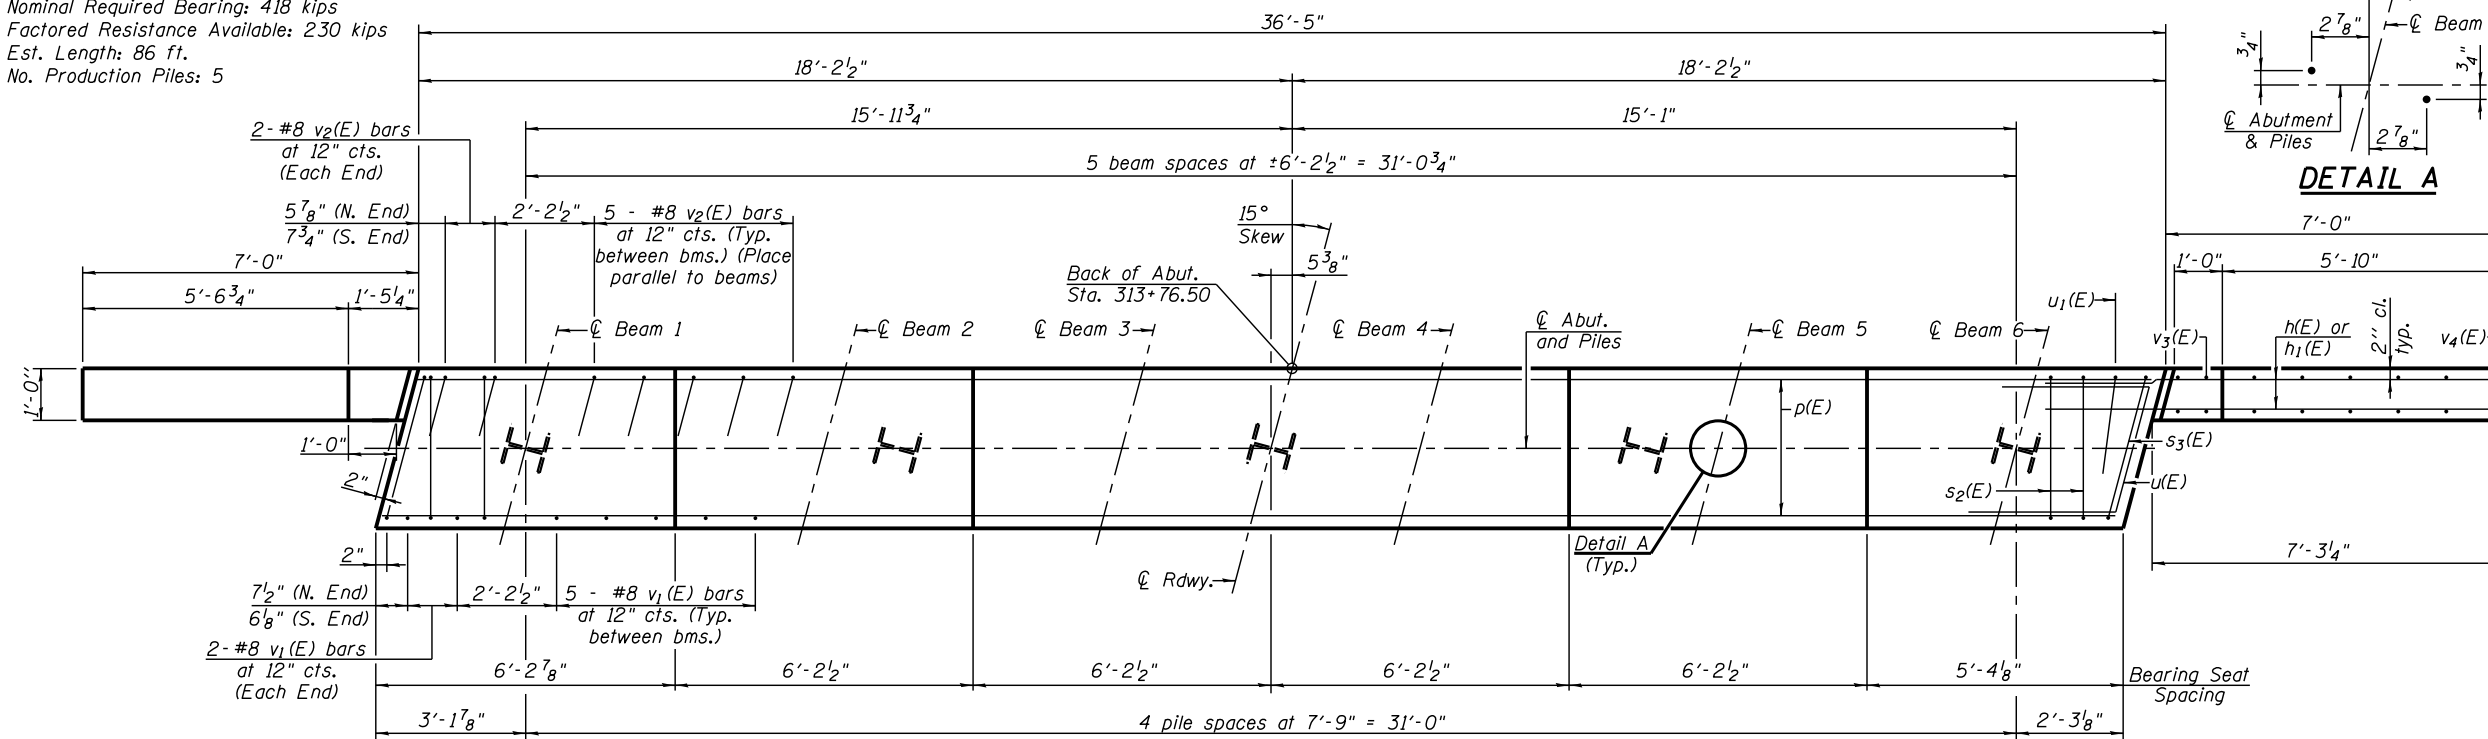 Nominal Required Bearing: 418 kips
Factored Resistance Available: 230 kips
Est. Length: 86 ft.
No. Production Piles: 5
36'-5"
18'-2½"
18'-2½"
15'-11¾"
15'-1"
5 beam spaces at ±6'-2½" = 31'-0¾"
2-#8 v2(E) bars
at 12" cts.
(Each End)
5⅞" (N. End)
7¾" (S. End)
2'-2½"
5 - #8 v2(E) bars
at 12" cts. (Typ.
between bms.) (Place
parallel to beams)
15°
Skew
5⅜"
Back of Abut.
Sta. 313+76.50
7'-0"
5'-6¾"
1'-5¼"
1'-0"
1'-0"
2"
2"
℄ Beam 1
℄ Beam 2
℄ Beam 3
℄ Beam 4
℄ Beam 5
℄ Beam 6
℄ Abut.
and Piles
p(E)
u1(E)
v3(E)
h(E) or
h1(E)
2" cl.
typ.
v4(E)
7'-0"
1'-0"
5'-10"
s3(E)
u(E)
s2(E)
7'-3¼"
Detail A
(Typ.)
℄ Rdwy.
7½" (N. End)
6⅛" (S. End)
2'-2½"
5 - #8 v1(E) bars
at 12" cts. (Typ.
between bms.)
2-#8 v1(E) bars
at 12" cts.
(Each End)
6'-2⅞"
6'-2½"
6'-2½"
6'-2½"
6'-2½"
5'-4⅛"
Bearing Seat
Spacing
3'-1⅞"
4 pile spaces at 7'-9" = 31'-0"
2'-3⅛"
2⅞"
℄ Beam
¾"
¾"
℄ Abutment
& Piles
2⅞"
DETAIL A